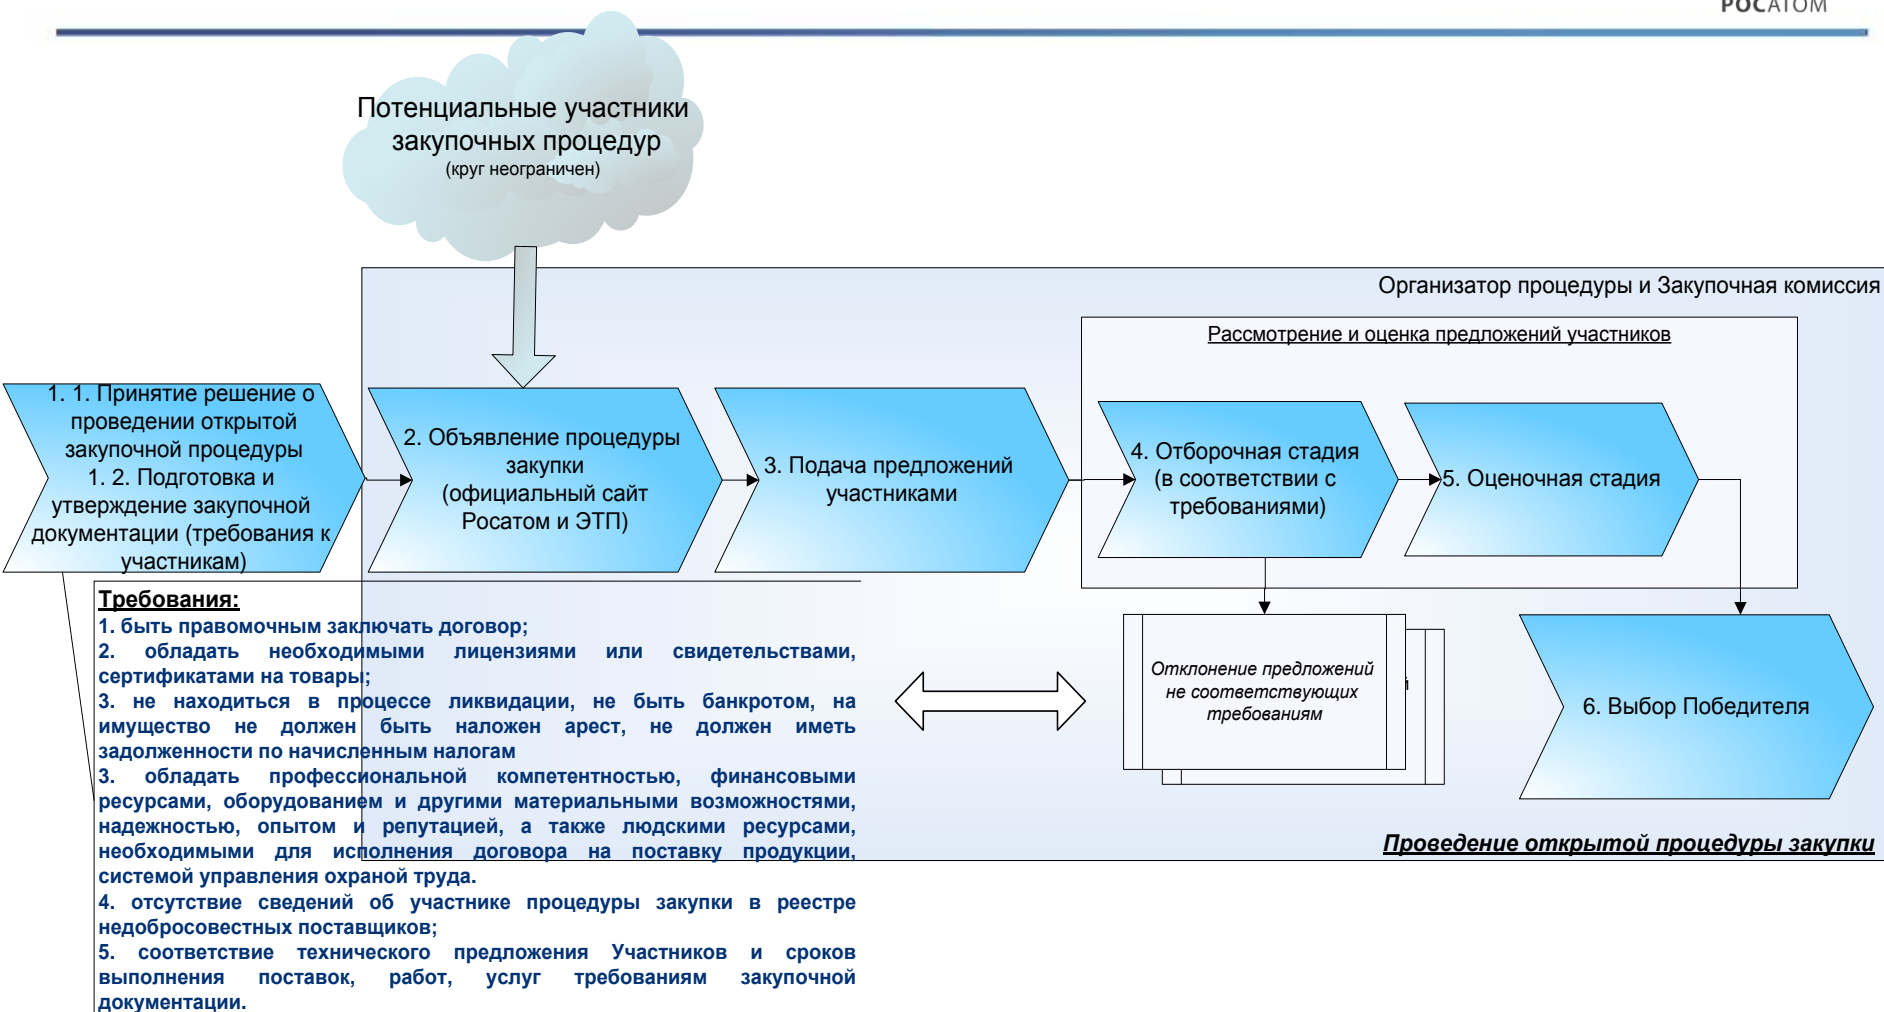 РОСАТОМ
Потенциальные участники
закупочных процедур
(круг неограничен)
Организатор процедуры и Закупочная комиссия
Рассмотрение и оценка предложений участников
1. 1. Принятие решение о
проведении открытой
закупочной процедуры
1. 2. Подготовка и
утверждение закупочной
документации (требования к
участникам)
2. Объявление процедуры
закупки
(официальный сайт
Росатом и ЭТП)
3. Подача предложений
участниками
4. Отборочная стадия
(в соответствии с
требованиями)
5. Оценочная стадия
Требования:
1. быть правомочным заключать договор;
2. обладать необходимыми лицензиями или свидетельствами,
сертификатами на товары;
3. не находиться в процессе ликвидации, не быть банкротом, на
имущество не должен быть наложен арест, не должен иметь
задолженности по начисленным налогам
3. обладать профессиональной компетентностью, финансовыми
ресурсами, оборудованием и другими материальными возможностями,
надежностью, опытом и репутацией, а также людскими ресурсами,
необходимыми для исполнения договора на поставку продукции,
системой управления охраной труда.
4. отсутствие сведений об участнике процедуры закупки в реестре
недобросовестных поставщиков;
5. соответствие технического предложения Участников и сроков
выполнения поставок, работ, услуг требованиям закупочной
документации.
Отклонение предложений
не соответствующих
требованиям
6. Выбор Победителя
Проведение открытой процедуры закупки